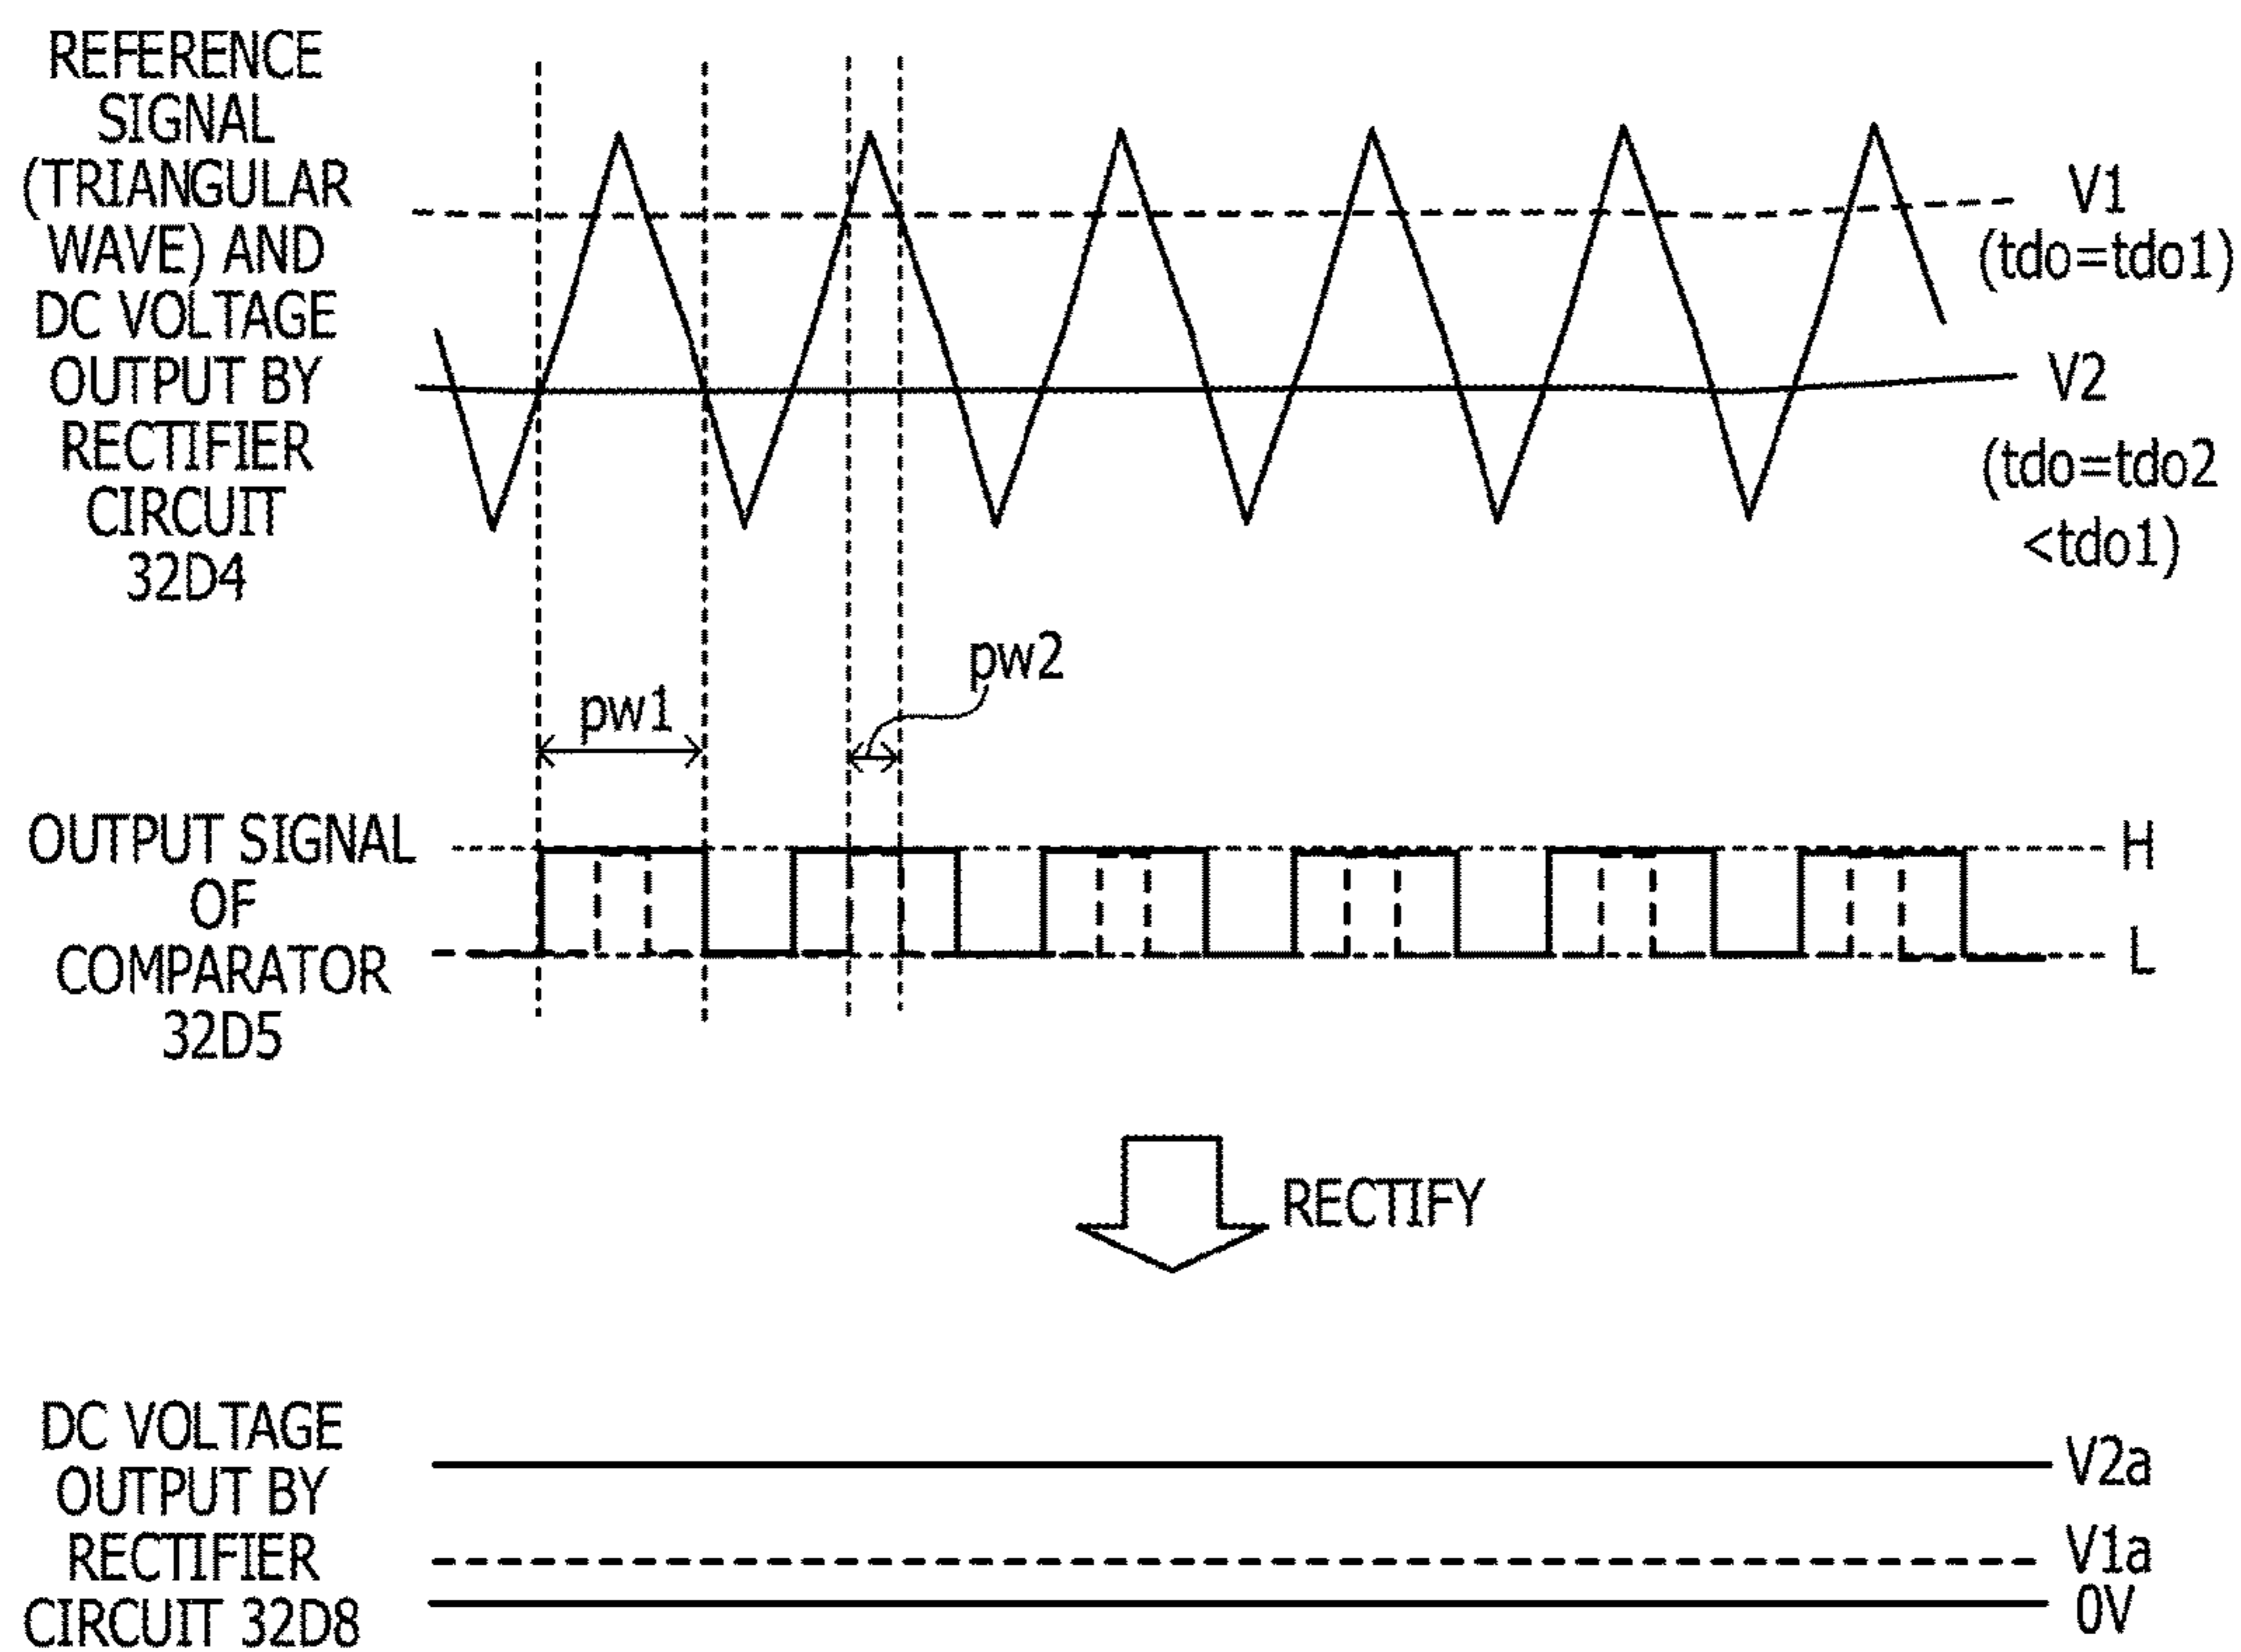 REFERENCE
SIGNAL
(TRIANGULAR
WAVE) AND
DC VOLTAGE
OUTPUT BY
RECTIFIER
CIRCUIT
32D4
V1
(tdo=tdo1)
V2
(tdo=tdo2
<tdo1)
pw1
pw2
OUTPUT SIGNAL
OF
COMPARATOR
32D5
H
L
RECTIFY
DC VOLTAGE
OUTPUT BY
RECTIFIER
CIRCUIT 32D8
V2a
V1a
0V